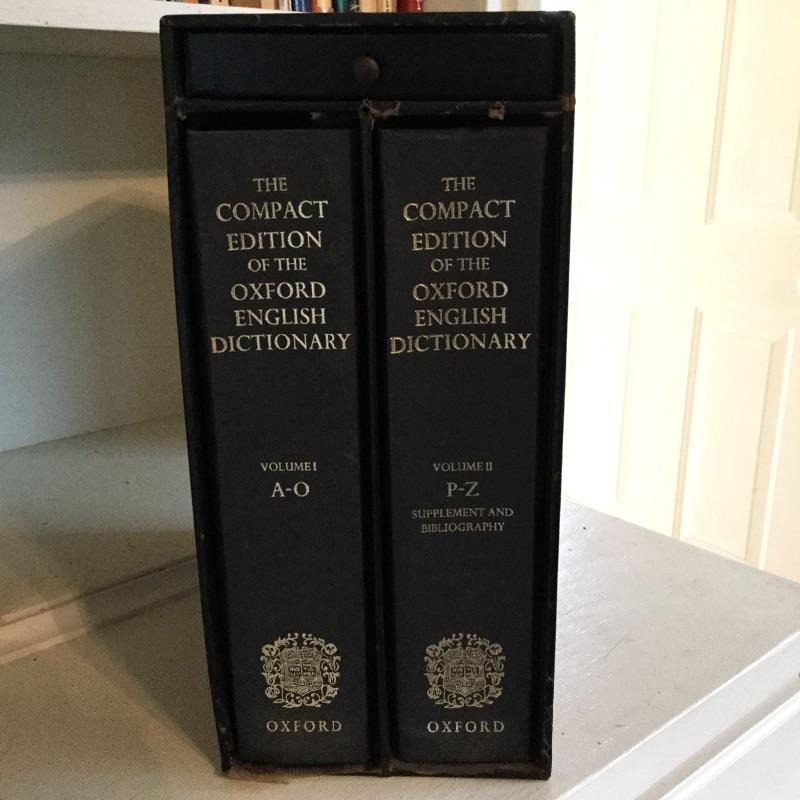 THE
COMPACT
EDITION
OF THE
OXFORD
ENGLISH
DICTIONARY
VOLUME I
A-O
OXFORD
THE
COMPACT
EDITION
OF THE
OXFORD
ENGLISH
DICTIONARY
VOLUME II
P-Z
SUPPLEMENT AND
BIBLIOGRAPHY
OXFORD